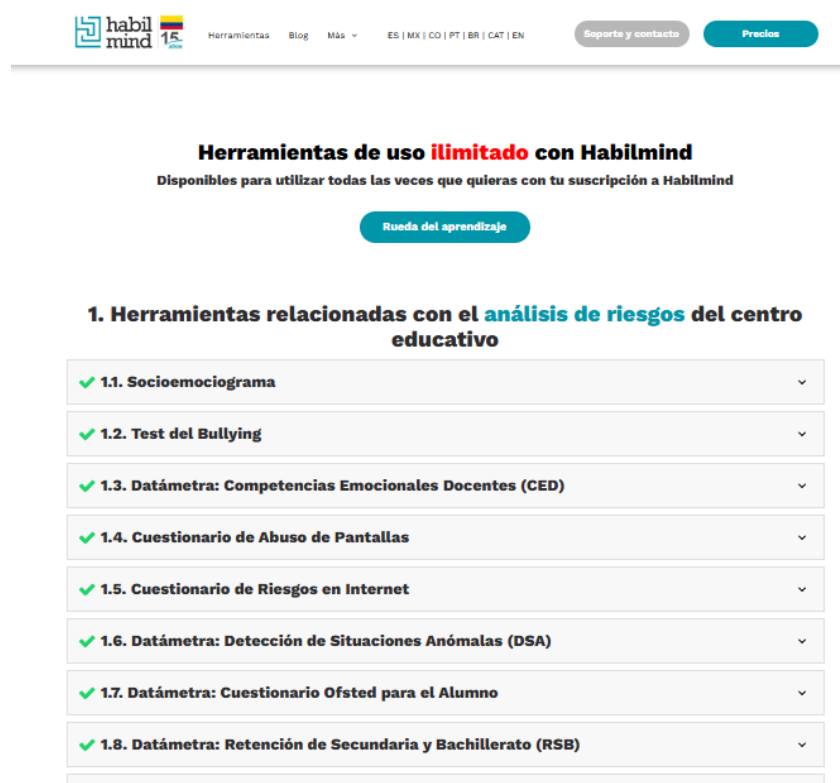 habil
mind 15
años
Herramientas Blog Más ES | MX | CO | PT | BR | CAT | EN Soporte y contacto Precios
Herramientas de uso ilimitado con Habilmind
Disponibles para utilizar todas las veces que quieras con tu suscripción a Habilmind
Rueda del aprendizaje
1. Herramientas relacionadas con el análisis de riesgos del centro
educativo
1.1. Socioemociograma
1.2. Test del Bullying
1.3. Datámetra: Competencias Emocionales Docentes (CED)
1.4. Cuestionario de Abuso de Pantallas
1.5. Cuestionario de Riesgos en Internet
1.6. Datámetra: Detección de Situaciones Anómalas (DSA)
1.7. Datámetra: Cuestionario Ofsted para el Alumno
1.8. Datámetra: Retención de Secundaria y Bachillerato (RSB)